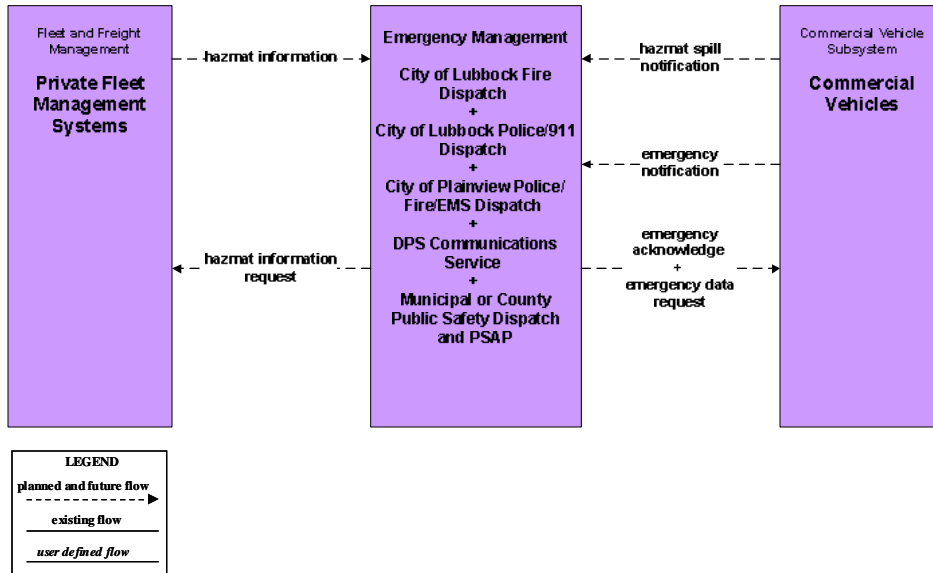 Fleet and Freight
Management
Private Fleet
Management
Systems
hazmat information
hazmat information
request
Emergency Management
City of Lubbock Fire
Dispatch
+
City of Lubbock Police/911
Dispatch
+
City of Plainview Police/
Fire/EMS Dispatch
+
DPS Communications
Service
+
Municipal or County
Public Safety Dispatch
and PSAP
hazmat spill
notification
emergency
notification
emergency
acknowledge
+
emergency data
request
Commercial Vehicle
Subsystem
Commercial
Vehicles
LEGEND
planned and future flow
existing flow
user defined flow